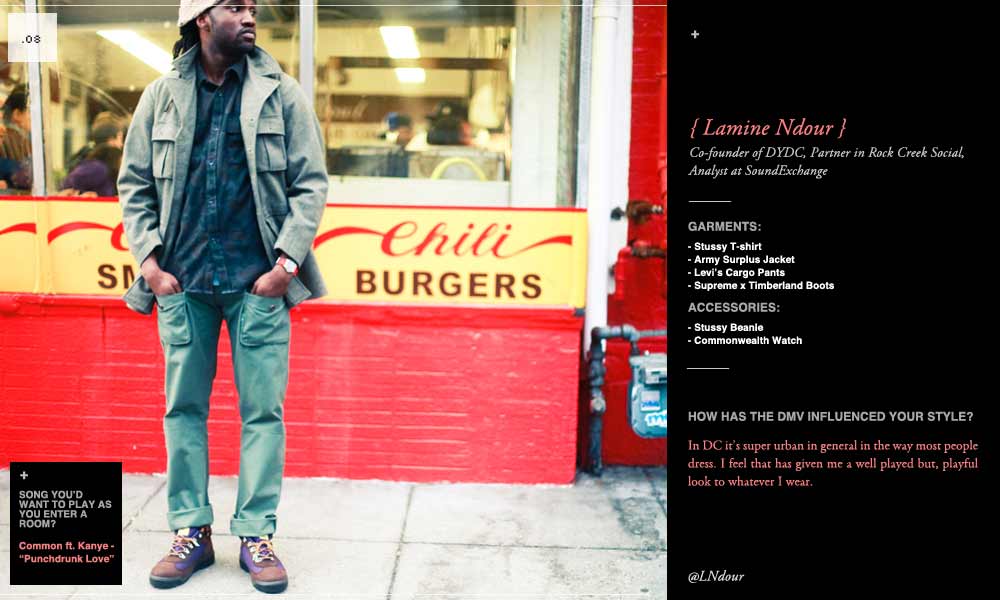 .08
Chili
BURGERS
+
SONG YOU'D
WANT TO PLAY AS
YOU ENTER A
ROOM?
Common ft. Kanye -
“Punchdrunk Love”
+
{ Lamine Ndour }
Co-founder of DYDC, Partner in Rock Creek Social,
Analyst at SoundExchange
GARMENTS:
- Stussy T-shirt
- Army Surplus Jacket
- Levi's Cargo Pants
- Supreme x Timberland Boots
ACCESSORIES:
- Stussy Beanie
- Commonwealth Watch
HOW HAS THE DMV INFLUENCED YOUR STYLE?
In DC it's super urban in general in the way most people
dress. I feel that has given me a well played but, playful
look to whatever I wear.
@LNdour